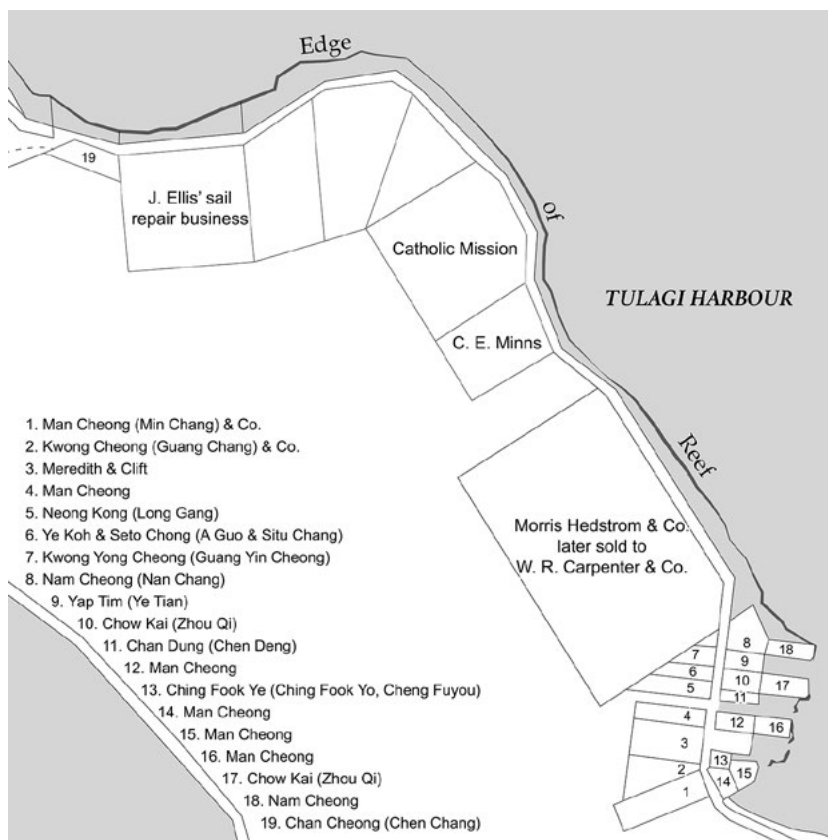 Edge
of
Reef
19
J. Ellis' sail
repair business
Catholic Mission
C. E. Minns
TULAGI HARBOUR
Morris Hedstrom & Co.
later sold to
W. R. Carpenter & Co.
1. Man Cheong (Min Chang) & Co.
2. Kwong Cheong (Guang Chang) & Co.
3. Meredith & Clift
4. Man Cheong
5. Neong Kong (Long Gang)
6. Ye Koh & Seto Chong (A Guo & Situ Chang)
7. Kwong Yong Cheong (Guang Yin Cheong)
8. Nam Cheong (Nan Chang)
9. Yap Tim (Ye Tian)
10. Chow Kai (Zhou Qi)
11. Chan Dung (Chen Deng)
12. Man Cheong
13. Ching Fook Ye (Ching Fook Yo, Cheng Fuyou)
14. Man Cheong
15. Man Cheong
16. Man Cheong
17. Chow Kai (Zhou Qi)
18. Nam Cheong
19. Chan Cheong (Chen Chang)
8
18
7
9
6
10
17
5
11
4
12
16
3
13
2
15
14
1